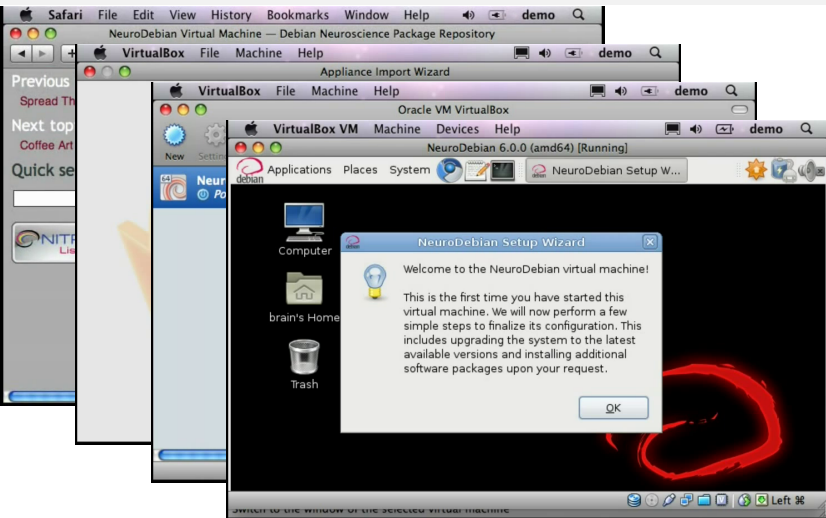 Safari File Edit View History Bookmarks Window Help demo
NeuroDebian Virtual Machine — Debian Neuroscience Package Repository
Previous
Spread Th
Next top
Coffee Art
Quick se
NITR
Lis
VirtualBox File Machine Help demo
Appliance Import Wizard
VirtualBox File Machine Help demo
Oracle VM VirtualBox
New Settin
64 Neur
Po
VirtualBox VM Machine Devices Help demo
NeuroDebian 6.0.0 (amd64) [Running]
debian Applications Places System NeuroDebian Setup W...
Computer
brain's Home
Trash
NeuroDebian Setup Wizard
Welcome to the NeuroDebian virtual machine!
This is the first time you have started this
virtual machine. We will now perform a few
simple steps to finalize its configuration. This
includes upgrading the system to the latest
available versions and installing additional
software packages upon your request.
OK
Left ⌘
Switch to the window of the selected virtual machine